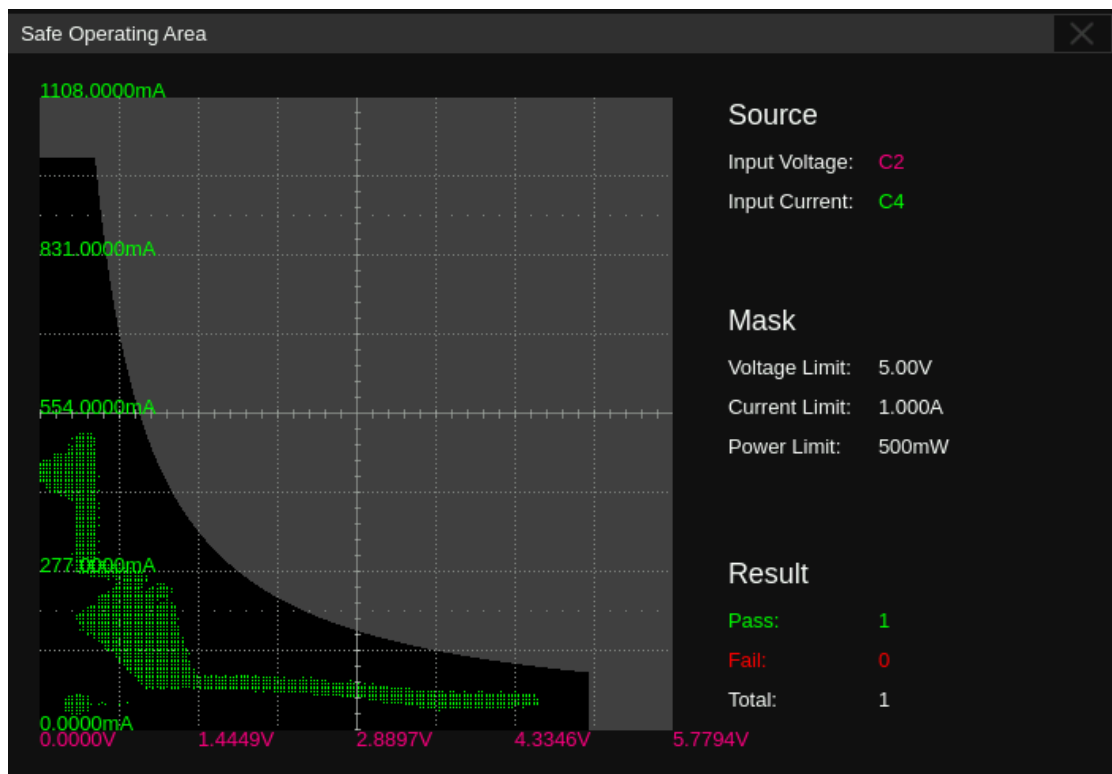 Safe Operating Area
1108.0000mA
831.0000mA
554.0000mA
277.0000mA
0.0000mA
0.0000V 1.4449V 2.8897V 4.3346V 5.7794V
Source
Input Voltage: C2
Input Current: C4
Mask
Voltage Limit: 5.00V
Current Limit: 1.000A
Power Limit: 500mW
Result
Pass: 1
Fail: 0
Total: 1